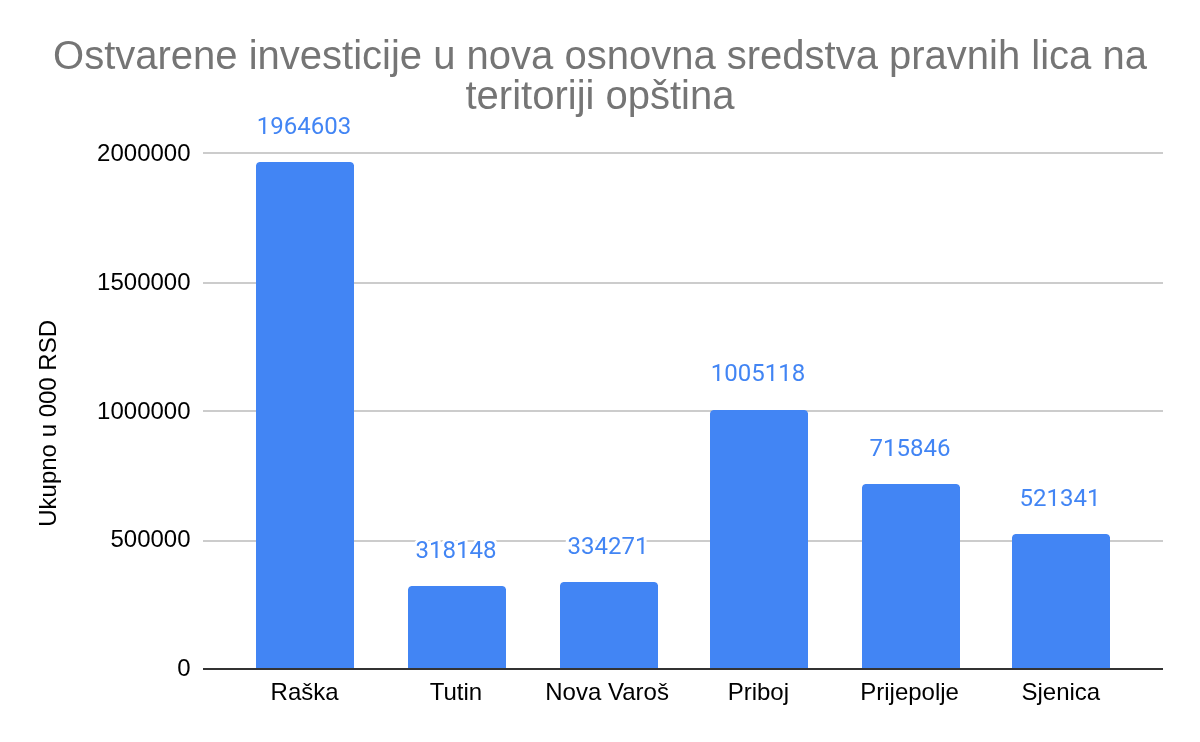 Ostvarene investicije u nova osnovna sredstva pravnih lica na
teritoriji opština
Ukupno u 000 RSD
2000000
1500000
1000000
500000
0
1964603
318148
334271
1005118
715846
521341
Raška
Tutin
Nova Varoš
Priboj
Prijepolje
Sjenica